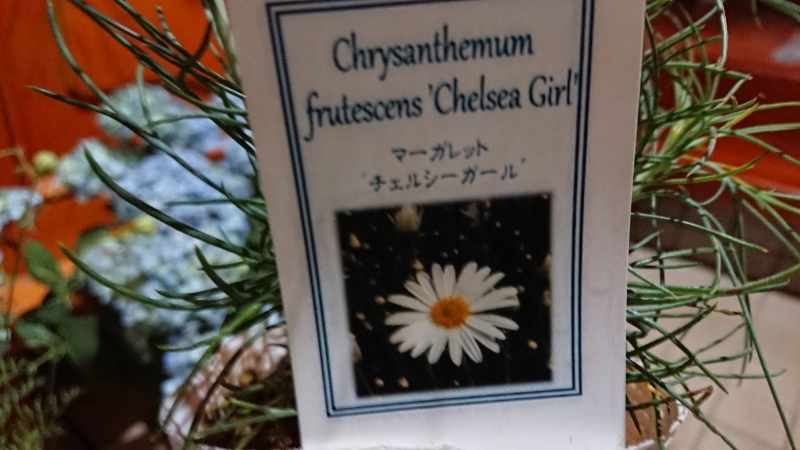 Chrysanthemum
frutescens 'Chelsea Girl'
マーガレット
'チェルシーガール'